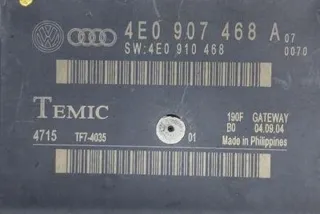 4E0 907 468 A 07
SW:4E0 910 468 0070
TEMIC
190F GATEWAY
4715 TF7-4035 01 B0 04.09.04
Made in Philippines